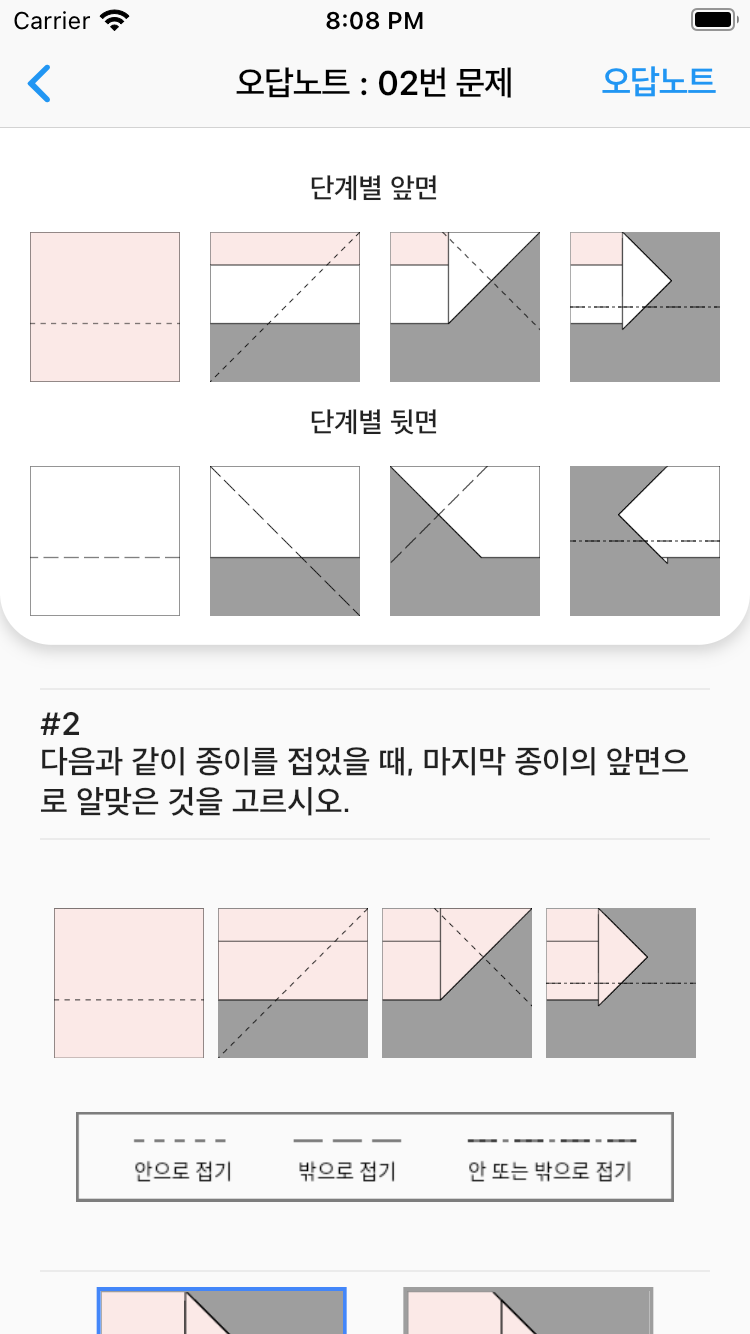 Carrier 8:08 PM
오답노트 : 02번 문제 오답노트
단계별 앞면
단계별 뒷면
#2
다음과 같이 종이를 접었을 때, 마지막 종이의 앞면으
로 알맞은 것을 고르시오.
안으로 접기 밖으로 접기 안 또는 밖으로 접기